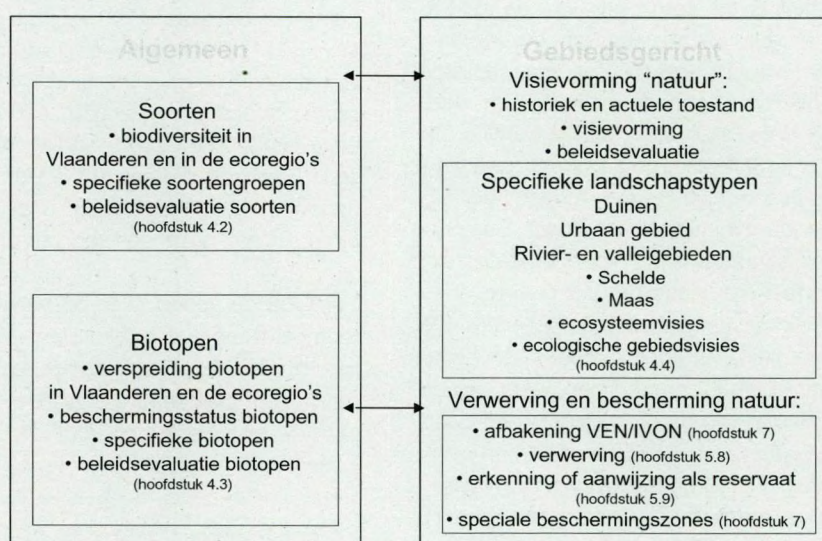 Algemeen
Soorten
• biodiversiteit in
Vlaanderen en in de ecoregio's
• specifieke soortengroepen
• beleidsevaluatie soorten
(hoofdstuk 4.2)
Biotopen
• verspreiding biotopen
in Vlaanderen en de ecoregio's
• beschermingsstatus biotopen
• specifieke biotopen
• beleidsevaluatie biotopen
(hoofdstuk 4.3)
Gebiedsgericht
Visievorming “natuur”:
• historiek en actuele toestand
• visievorming
• beleidsevaluatie
Specifieke landschapstypen
Duinen
Urbaan gebied
Rivier- en valleigebieden
• Schelde
• Maas
• ecosysteemvisies
• ecologische gebiedsvisies
(hoofdstuk 4.4)
Verwerving en bescherming natuur:
• afbakening VEN/IVON (hoofdstuk 7)
• verwerving (hoofdstuk 5.8)
• erkenning of aanwijzing als reservaat
(hoofdstuk 5.9)
• speciale beschermingszones (hoofdstuk 7)